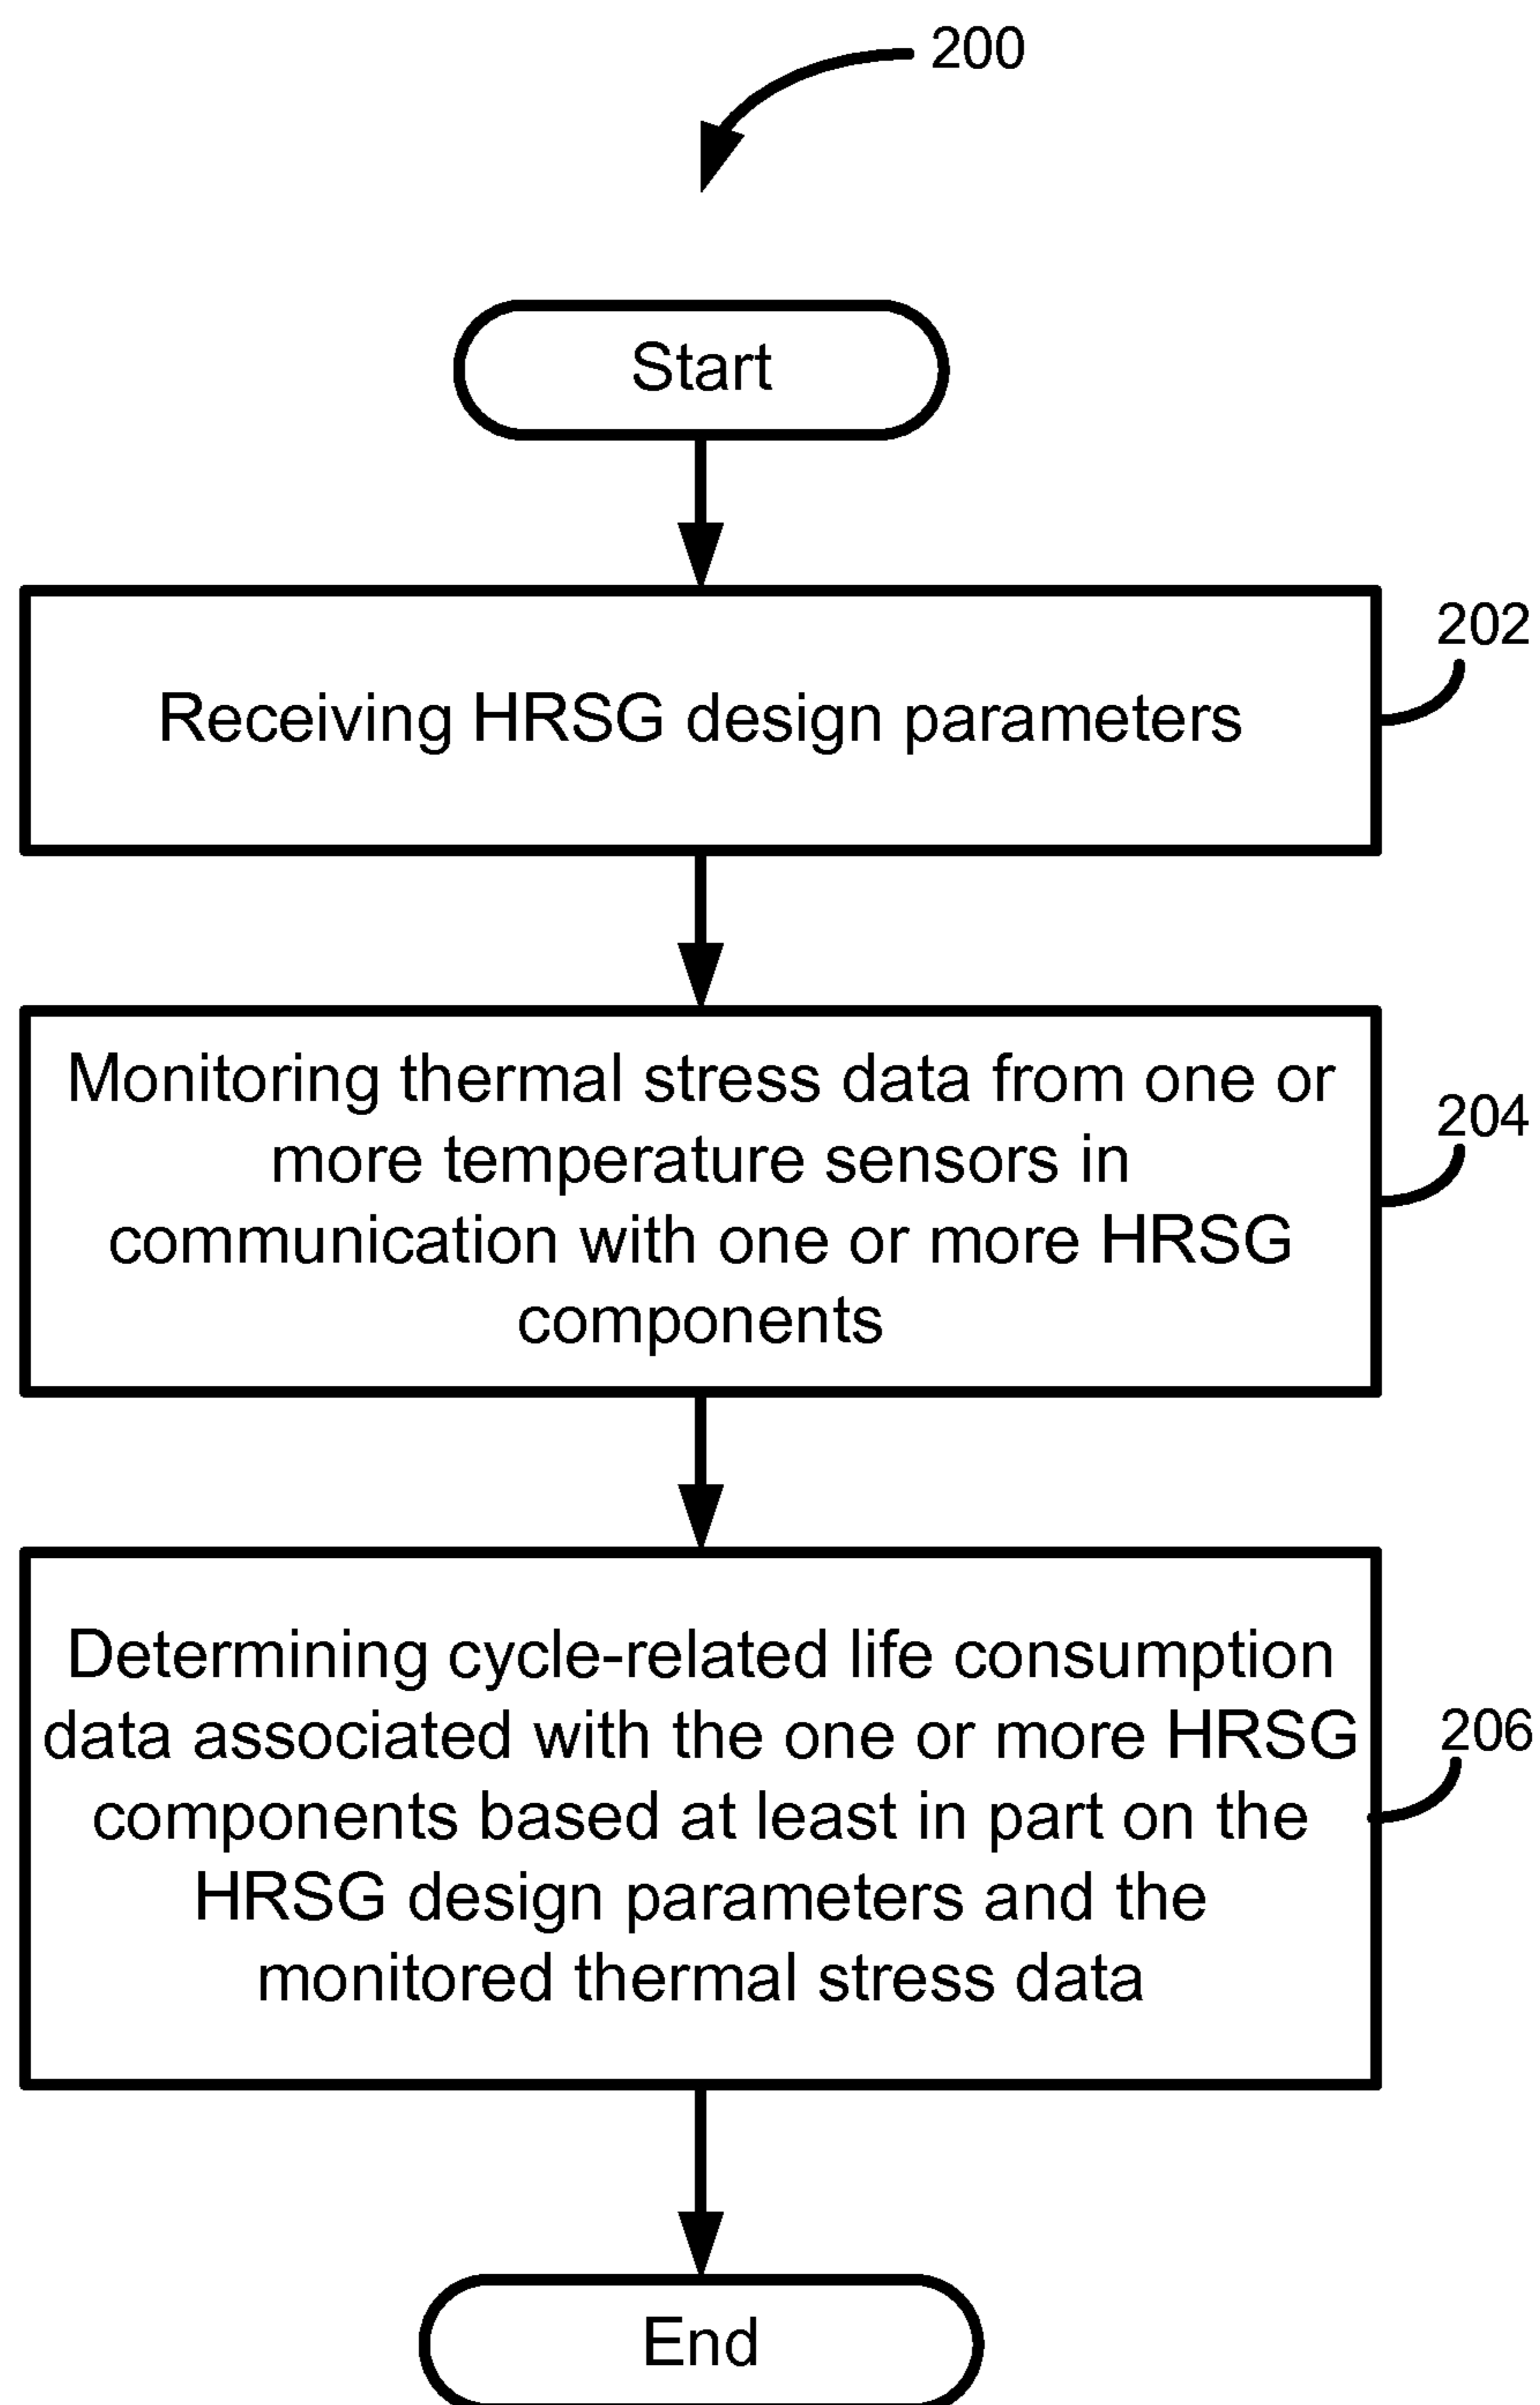 200
Start
Receiving HRSG design parameters
202
Monitoring thermal stress data from one or
more temperature sensors in
communication with one or more HRSG
components
204
Determining cycle-related life consumption
data associated with the one or more HRSG
components based at least in part on the
HRSG design parameters and the
monitored thermal stress data
206
End